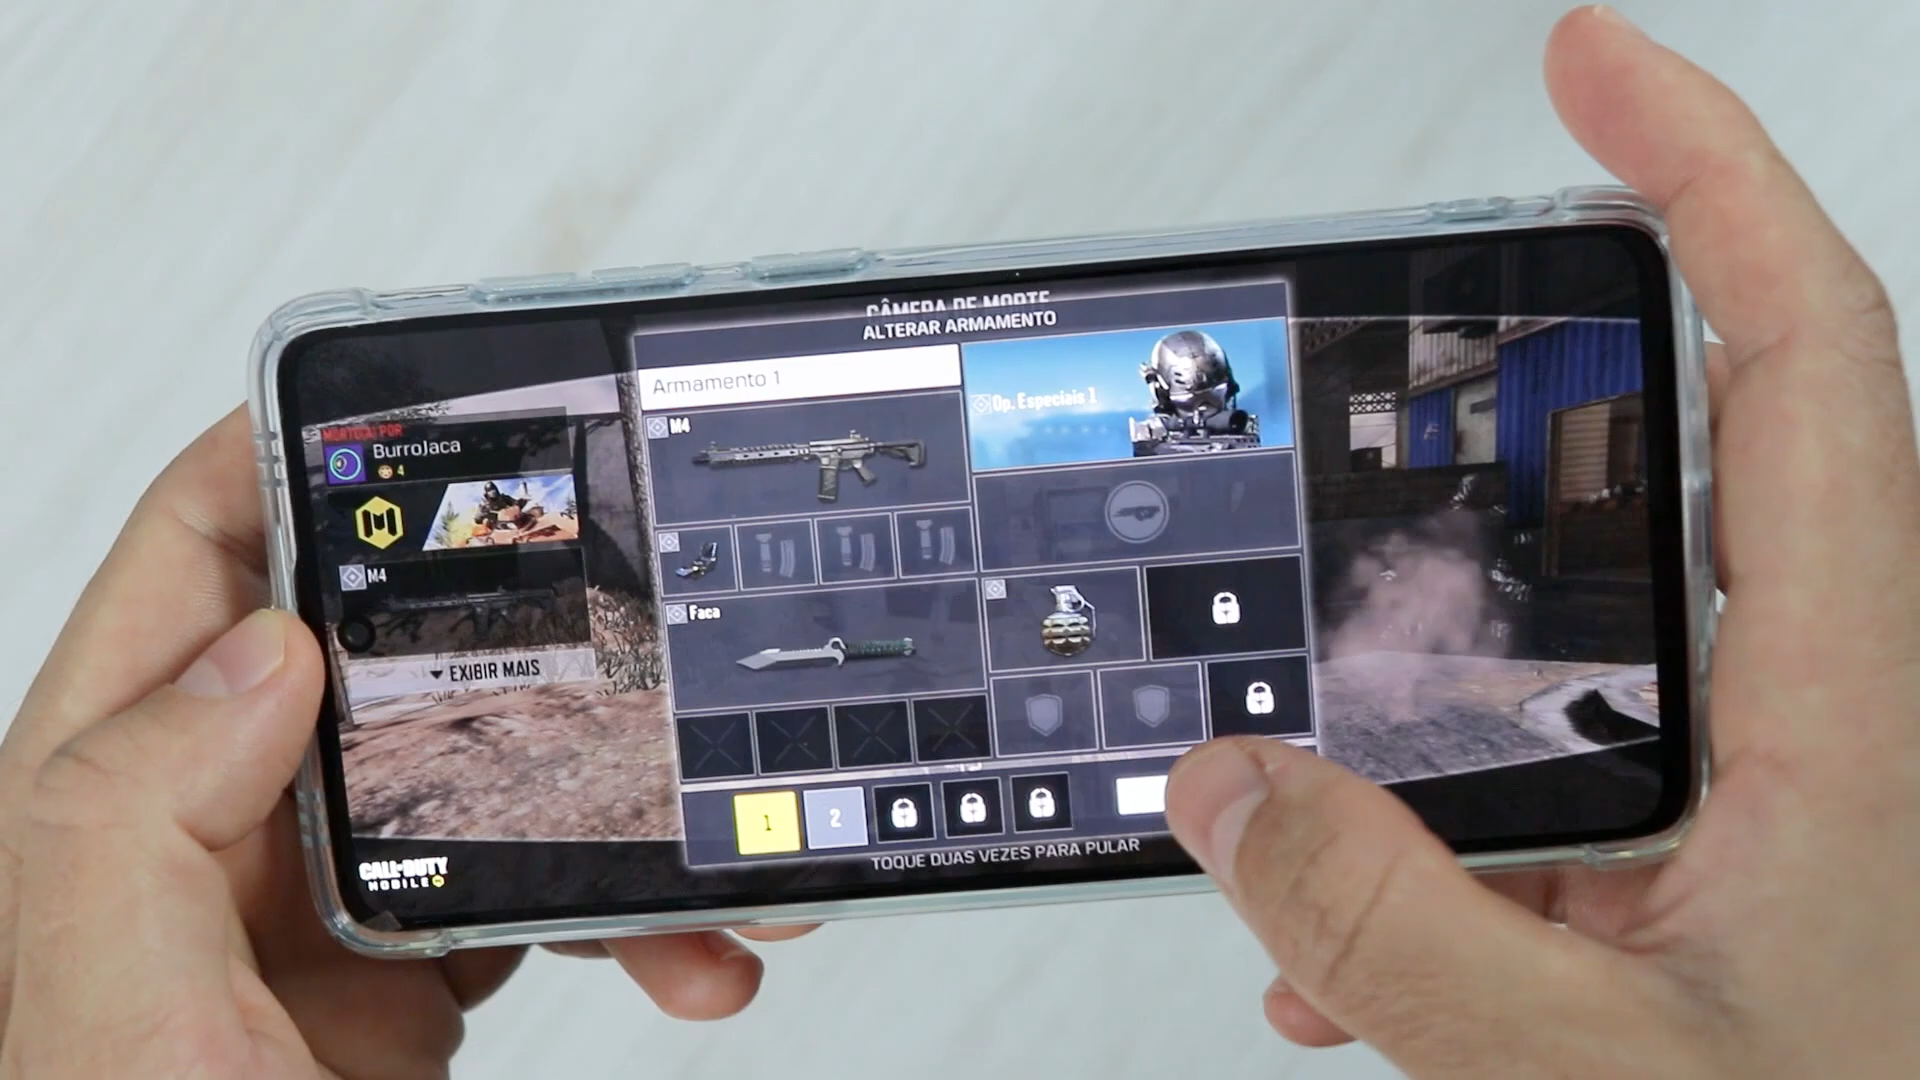 CÂMERA DE MORTE
ALTERAR ARMAMENTO
MORTO(A) POR
BurroJaca
4
M4
EXIBIR MAIS
Armamento 1
M4
Faca
Op. Especiais 1
1
2
TOQUE DUAS VEZES PARA PULAR
CALL OF DUTY
MOBILE